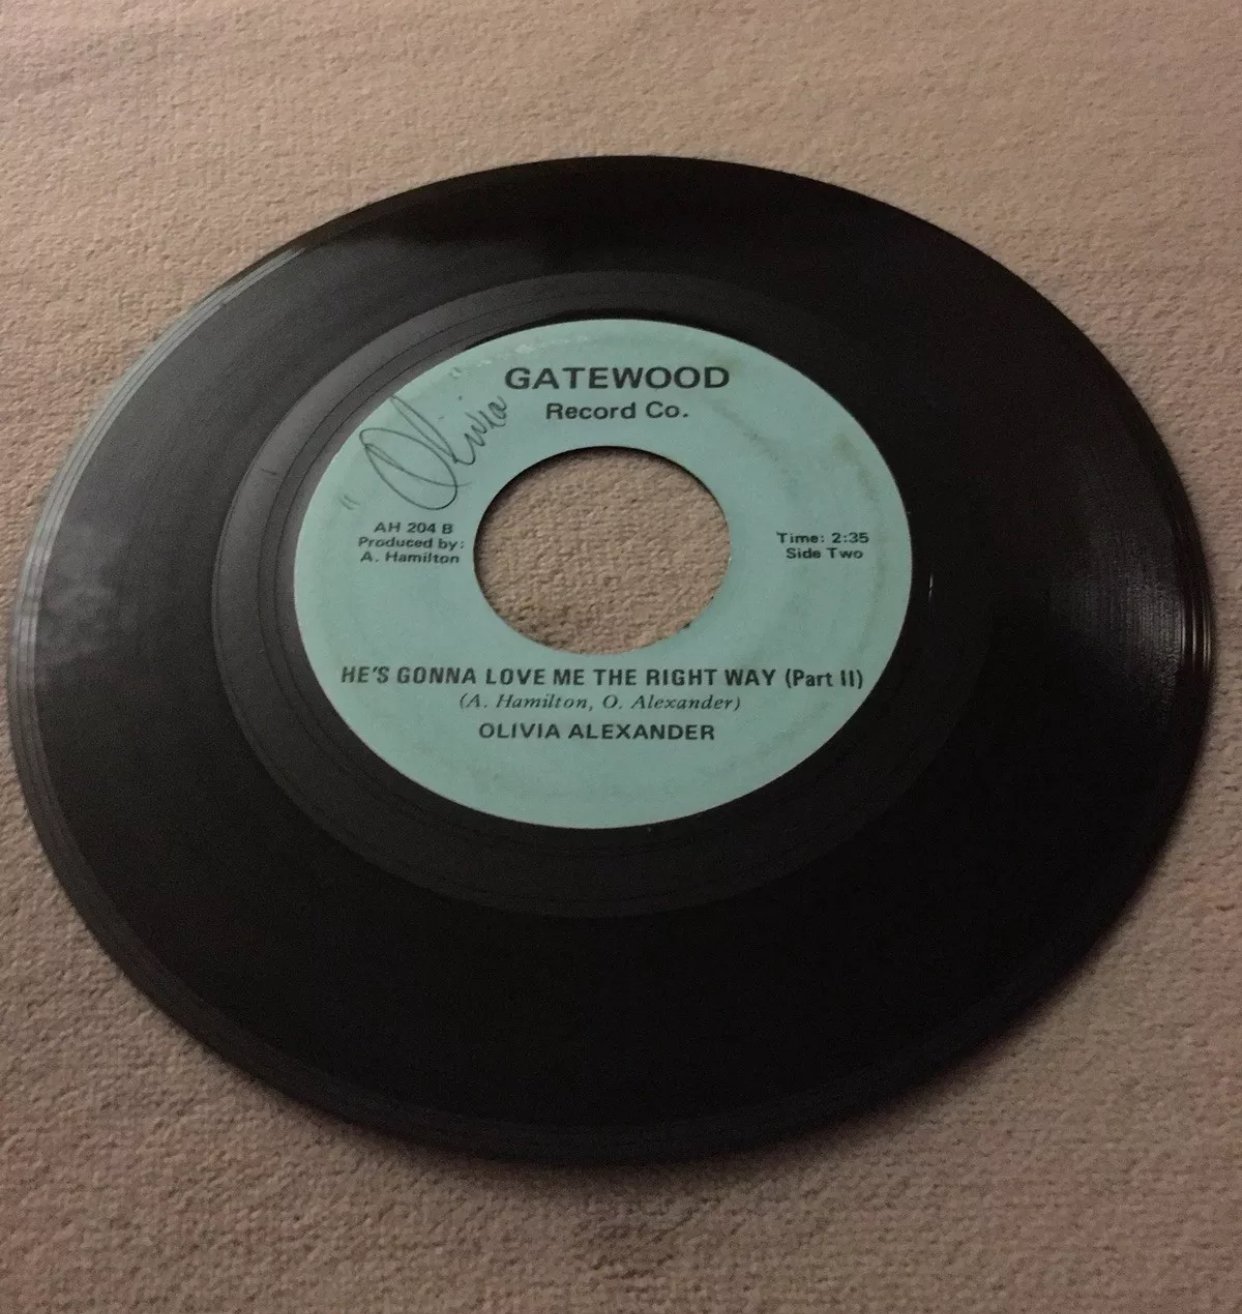 GATEWOOD
Record Co.
"Olivia"
AH 204 B
Produced by:
A. Hamilton
Time: 2:35
Side Two
HE'S GONNA LOVE ME THE RIGHT WAY (Part II)
(A. Hamilton, O. Alexander)
OLIVIA ALEXANDER